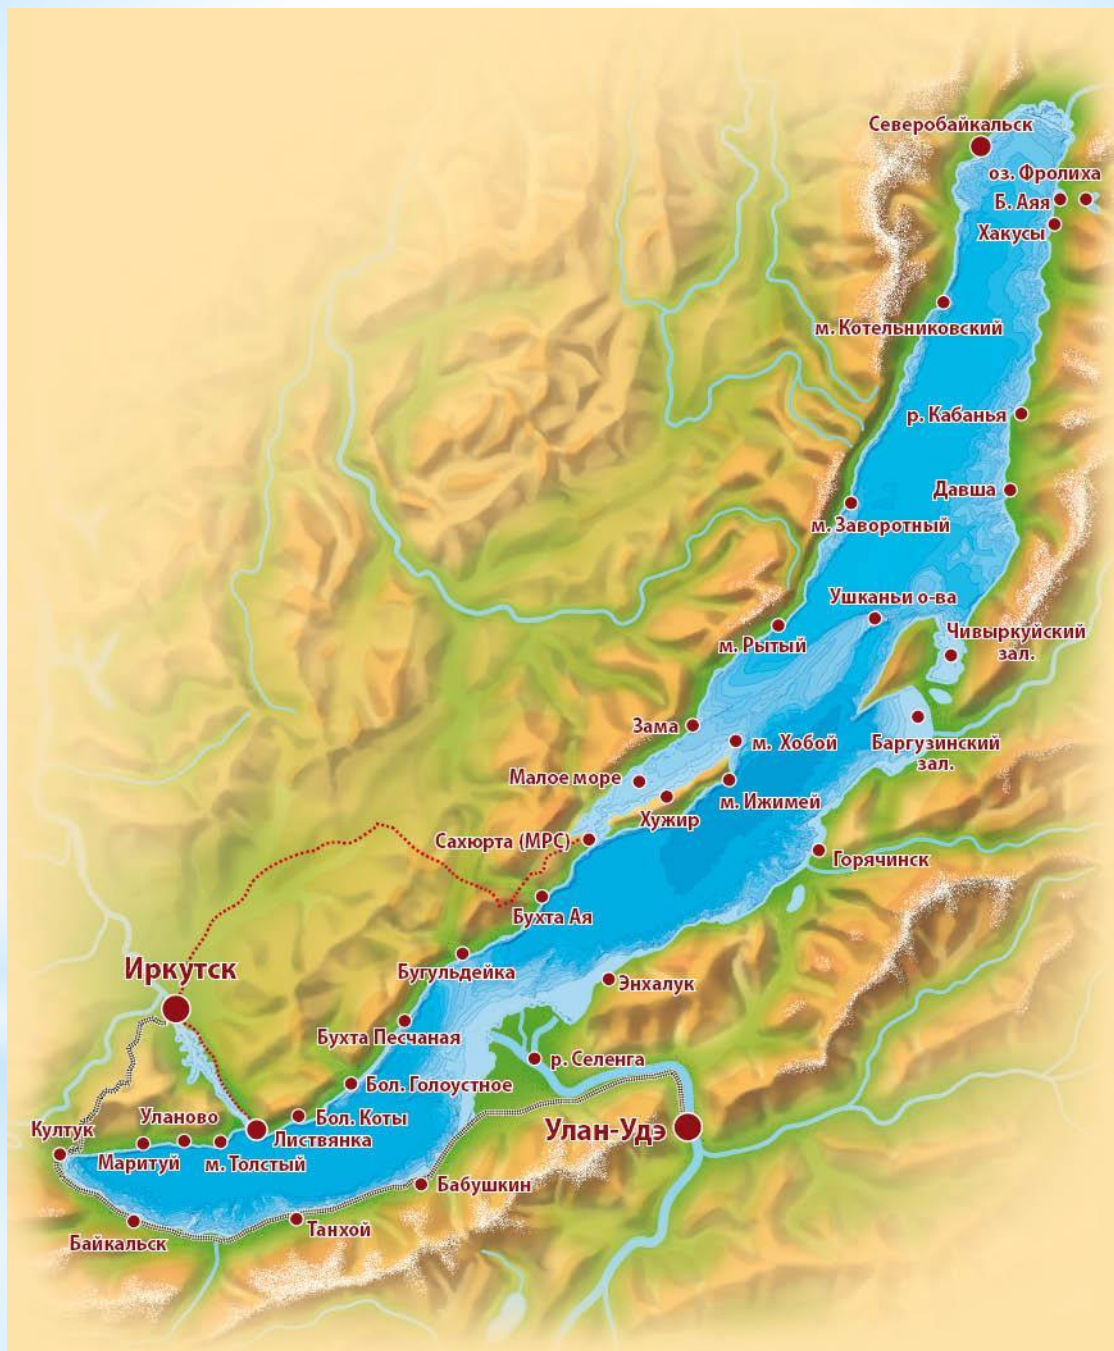 Северобайкальск
оз. Фролиха
Б. Аяя
Хакусы
м. Котельниковский
р. Кабанья
Давша
м. Заворотный
Ушканьи о-ва
Чивыркуйский
зал.
м. Рытый
Зама
м. Хобой
Баргузинский
зал.
Малое море
м. Ижимей
Хужир
Сахюрта (МРС)
Горячинск
Бухта Ая
Бугульдейка
Иркутск
Энхалук
Бухта Песчаная
р. Селенга
Бол. Голоустное
Бол. Коты
Уланово
Култук
Листвянка
Улан-Удэ
Маритуй
м. Толстый
Бабушкин
Танхой
Байкальск